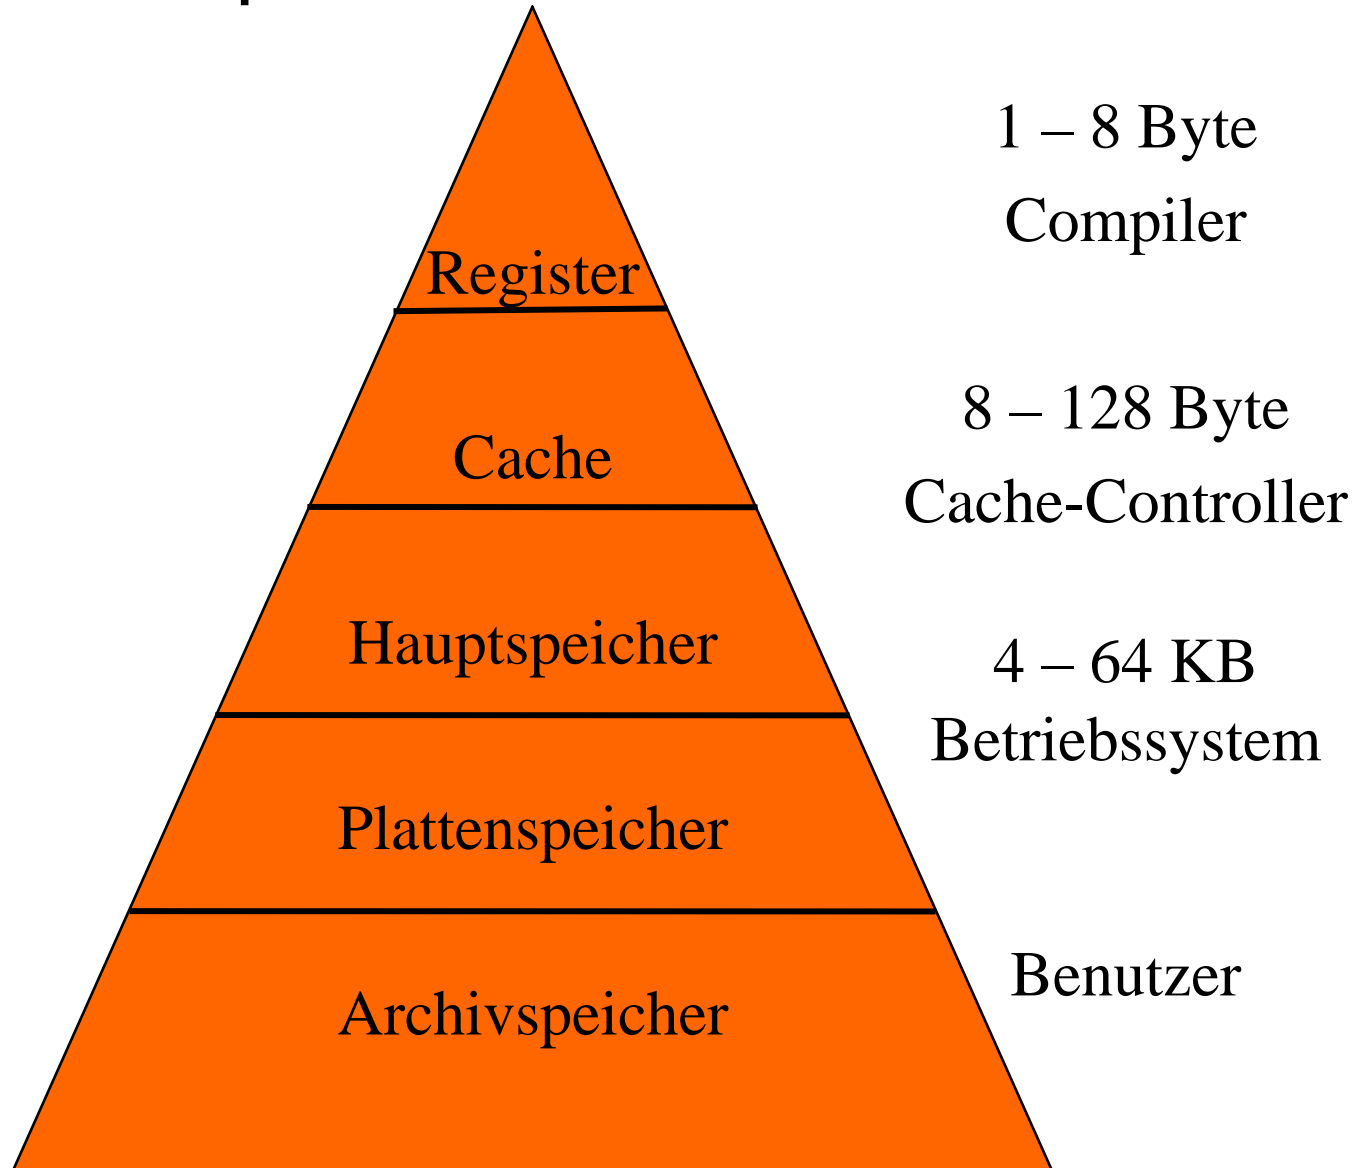 1 – 8 Byte
Compiler
Register
8 – 128 Byte
Cache
Cache-Controller
Hauptspeicher
4 – 64 KB
Betriebssystem
Plattenspeicher
Benutzer
Archivspeicher